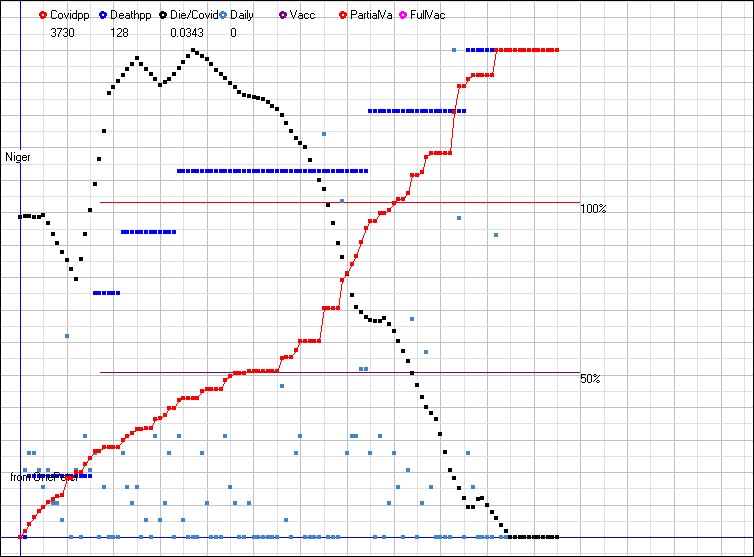 Covidpp Deathpp Die/Covid Daily Vacc PartialVa FullVac
3730 128 0.0343 0
Niger
100%
50%
from OnePeter